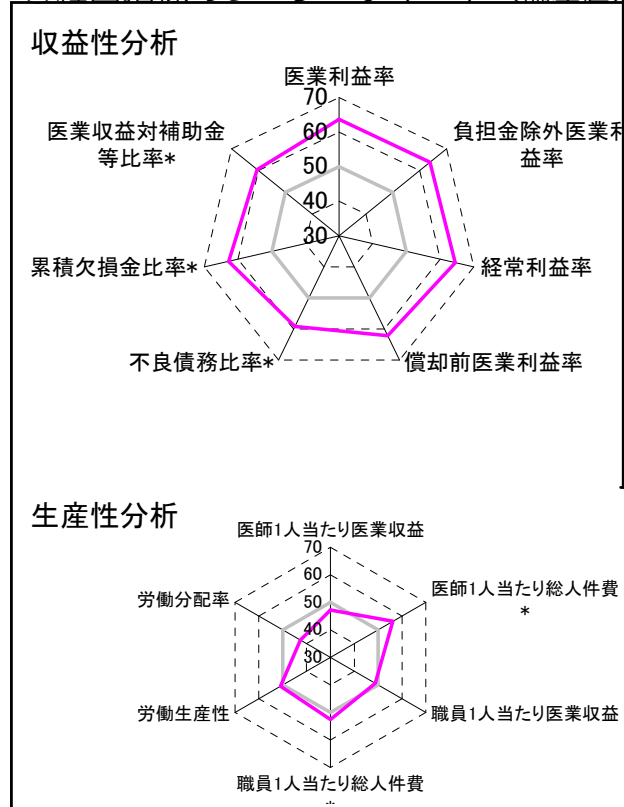 収益性分析
医業利益率
70
医業収益対補助金
等比率*
負担金除外医業利
益率
60
50
40
30
累積欠損金比率*
経常利益率
不良債務比率*
償却前医業利益率
生産性分析
医師1人当たり医業収益
70
労働分配率
医師1人当たり総人件費
*
60
50
40
30
労働生産性
職員1人当たり医業収益
職員1人当たり総人件費
*